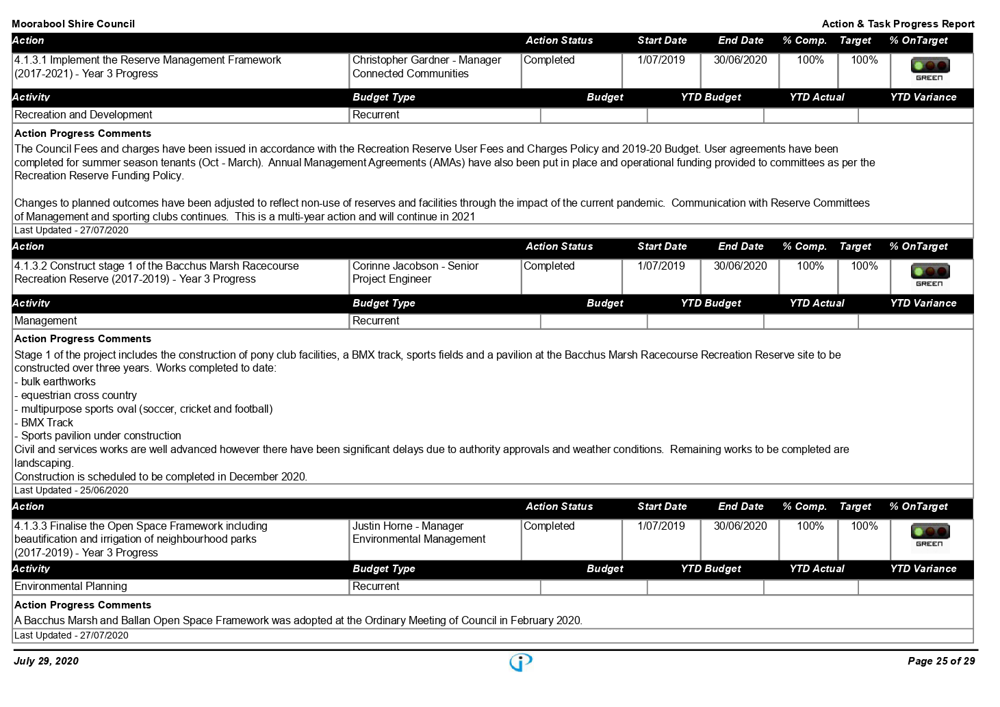 Moorabool Shire Council Action & Task Progress Report
Action Action Status Start Date End Date % Comp. Target % OnTarget
4.1.3.1 Implement the Reserve Management Framework Christopher Gardner - Manager Completed 1/07/2019 30/06/2020 100% 100%
(2017-2021) - Year 3 Progress Connected Communities GREEN
Activity Budget Type Budget YTD Budget YTD Actual YTD Variance
Recreation and Development Recurrent
Action Progress Comments
The Council Fees and charges have been issued in accordance with the Recreation Reserve User Fees and Charges Policy and 2019-20 Budget. User agreements have been
completed for summer season tenants (Oct - March). Annual Management Agreements (AMAs) have also been put in place and operational funding provided to committees as per the
Recreation Reserve Funding Policy.
Changes to planned outcomes have been adjusted to reflect non-use of reserves and facilities through the impact of the current pandemic. Communication with Reserve Committees
of Management and sporting clubs continues. This is a multi-year action and will continue in 2021
Last Updated - 27/07/2020
Action Action Status Start Date End Date % Comp. Target % OnTarget
4.1.3.2 Construct stage 1 of the Bacchus Marsh Racecourse Corinne Jacobson - Senior Completed 1/07/2019 30/06/2020 100% 100%
Recreation Reserve (2017-2019) - Year 3 Progress Project Engineer GREEN
Activity Budget Type Budget YTD Budget YTD Actual YTD Variance
Management Recurrent
Action Progress Comments
Stage 1 of the project includes the construction of pony club facilities, a BMX track, sports fields and a pavilion at the Bacchus Marsh Racecourse Recreation Reserve site to be
constructed over three years. Works completed to date:
- bulk earthworks
- equestrian cross country
- multipurpose sports oval (soccer, cricket and football)
- BMX Track
- Sports pavilion under construction
Civil and services works are well advanced however there have been significant delays due to authority approvals and weather conditions. Remaining works to be completed are
landscaping.
Construction is scheduled to be completed in December 2020.
Last Updated - 25/06/2020
Action Action Status Start Date End Date % Comp. Target % OnTarget
4.1.3.3 Finalise the Open Space Framework including Justin Horne - Manager Completed 1/07/2019 30/06/2020 100% 100%
beautification and irrigation of neighbourhood parks Environmental Management GREEN
(2017-2019) - Year 3 Progress
Activity Budget Type Budget YTD Budget YTD Actual YTD Variance
Environmental Planning Recurrent
Action Progress Comments
A Bacchus Marsh and Ballan Open Space Framework was adopted at the Ordinary Meeting of Council in February 2020.
Last Updated - 27/07/2020
July 29, 2020 Page 25 of 29